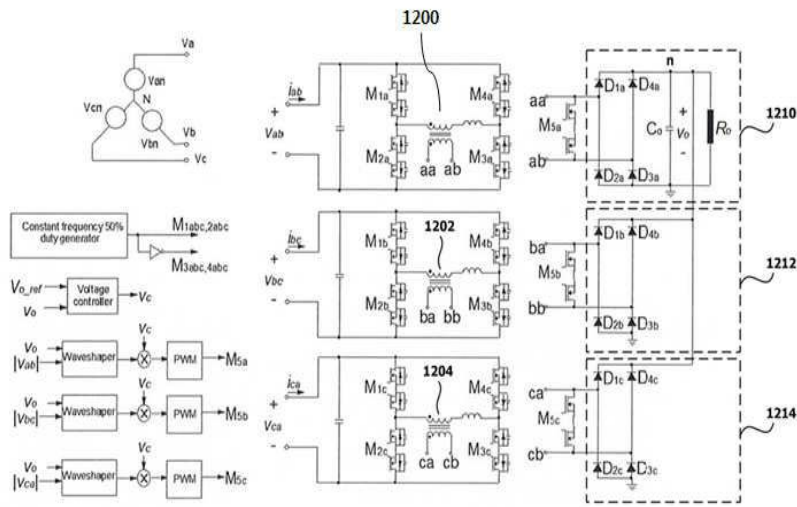 1200
Va
Van
Vcn
N
Vbn
Vb
Vc
iab
+
Vab
-
M1a
M4a
M2a
M3a
aa ab
aa
ab
M5a
n
D1a
D4a
Co
+
Vo
-
Ro
D2a
D3a
1210
Constant frequency 50%
duty generator
M1abc,2abc
M3abc,4abc
Vo_ref
Vo
Voltage
controller
Vc
ibc
+
Vbc
-
M1b
1202
M4b
M2b
M3b
ba bb
ba
bb
M5b
D1b
D4b
D2b
D3b
1212
Vo
|Vab|
Waveshaper
Vc
PWM
M5a
Vo
|Vbc|
Waveshaper
Vc
PWM
M5b
Vo
|Vca|
Waveshaper
Vc
PWM
M5c
ica
+
Vca
-
M1c
1204
M4c
M2c
M3c
ca cb
ca
cb
M5c
D1c
D4c
D2c
D3c
1214